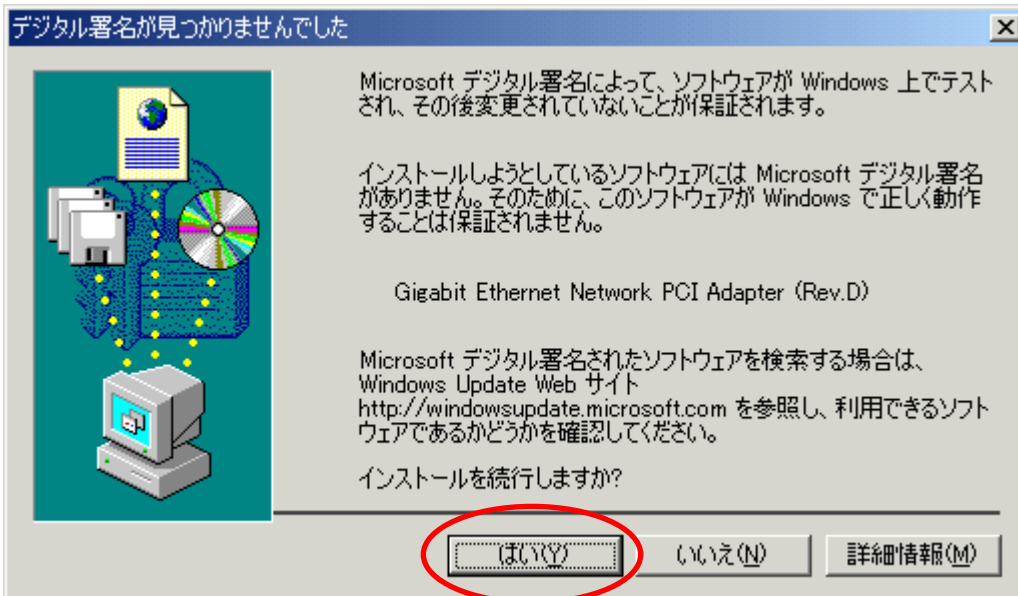 デジタル署名が見つかりませんでした
Microsoft デジタル署名によって、ソフトウェアが Windows 上でテスト
され、その後変更されていないことが保証されます。
インストールしようとしているソフトウェアには Microsoft デジタル署名
がありません。そのために、このソフトウェアが Windows で正しく動作
することは保証されません。
Gigabit Ethernet Network PCI Adapter (Rev.D)
Microsoft デジタル署名されたソフトウェアを検索する場合は、
Windows Update Web サイト
http://windowsupdate.microsoft.com を参照し、利用できるソフト
ウェアであるかどうかを確認してください。
インストールを続行しますか?
はい(Y) いいえ(N) 詳細情報(M)